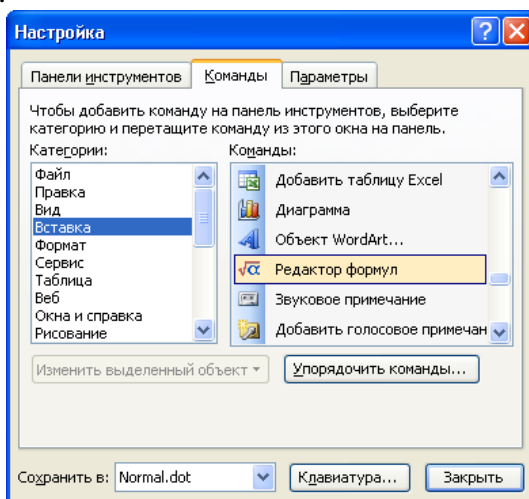 Настройка
Панели инструментов Команды Параметры
Чтобы добавить команду на панель инструментов, выберите
категорию и перетащите команду из этого окна на панель.
Категории: Команды:
Файл
Правка
Вид
Вставка
Формат
Сервис
Таблица
Веб
Окна и справка
Рисование
Добавить таблицу Excel
Диаграмма
Объект WordArt...
√α Редактор формул
Звуковое примечание
Добавить голосовое примечан
Изменить выделенный объект Упорядочить команды...
Сохранить в: Normal.dot Клавиатура... Закрыть